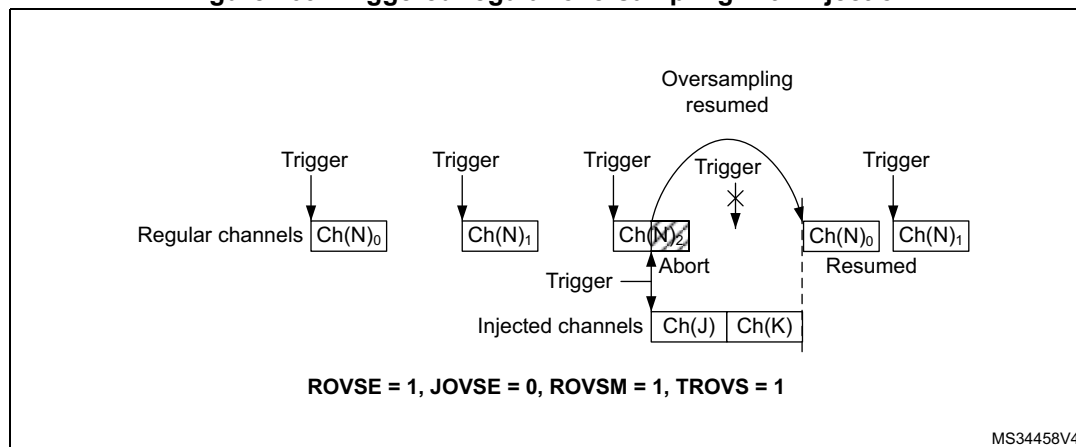 Oversampling
resumed
Trigger Trigger Trigger Trigger Trigger
Regular channels Ch(N)₀ Ch(N)₁ Ch(N)₂ Ch(N)₀ Ch(N)₁
Abort Resumed
Trigger
Injected channels Ch(J) Ch(K)
ROVSE = 1, JOVSE = 0, ROVSM = 1, TROVS = 1
MS34458V4